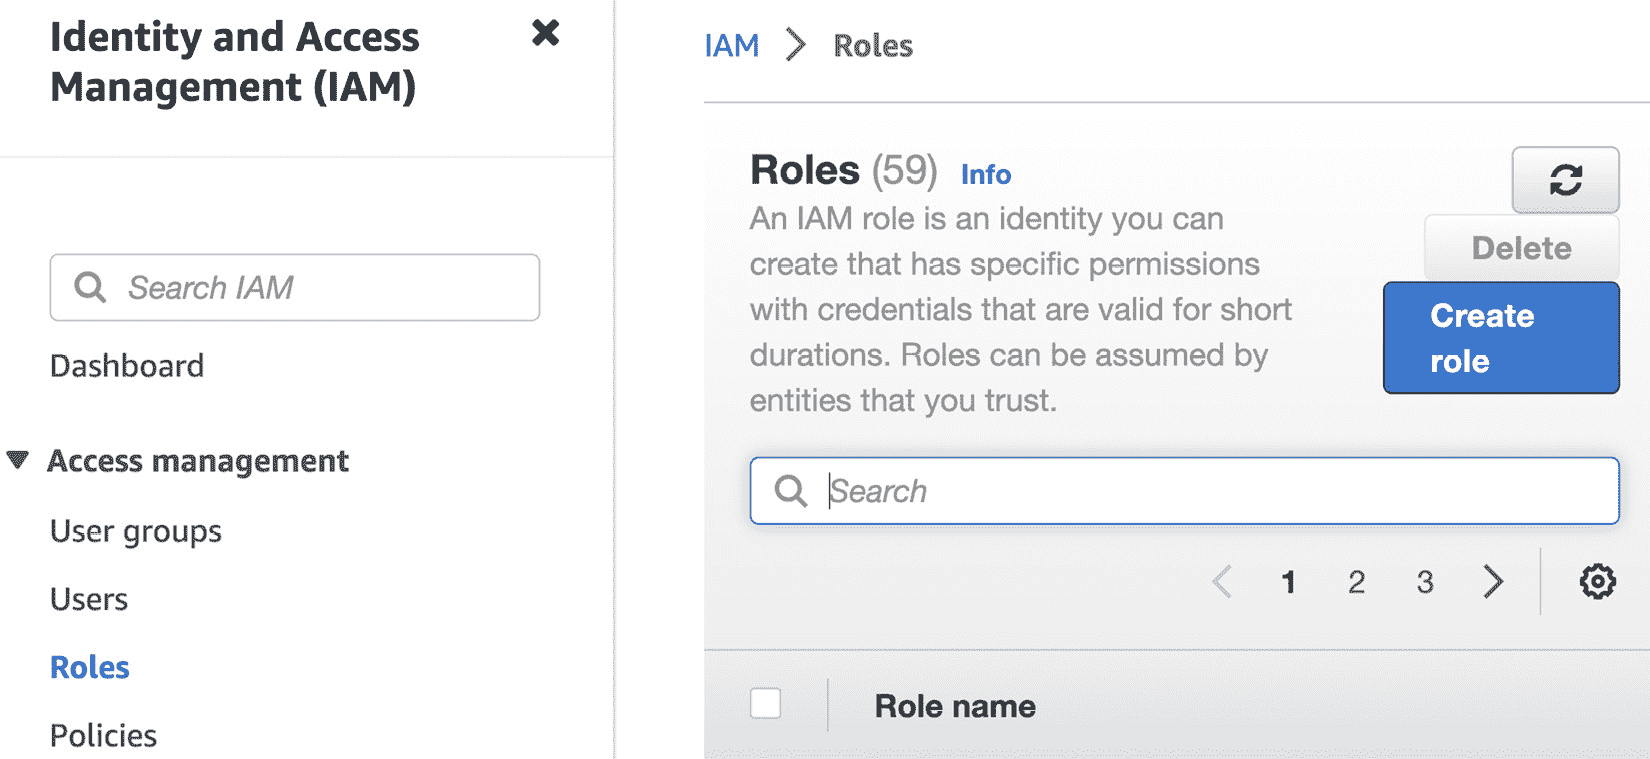 Identity and Access
Management (IAM)
Search IAM
Dashboard
Access management
User groups
Users
Roles
Policies
IAM
Roles
Roles (59) Info
An IAM role is an identity you can
create that has specific permissions
with credentials that are valid for short
durations. Roles can be assumed by
entities that you trust.
Delete
Create
role
Search
1 2 3
Role name